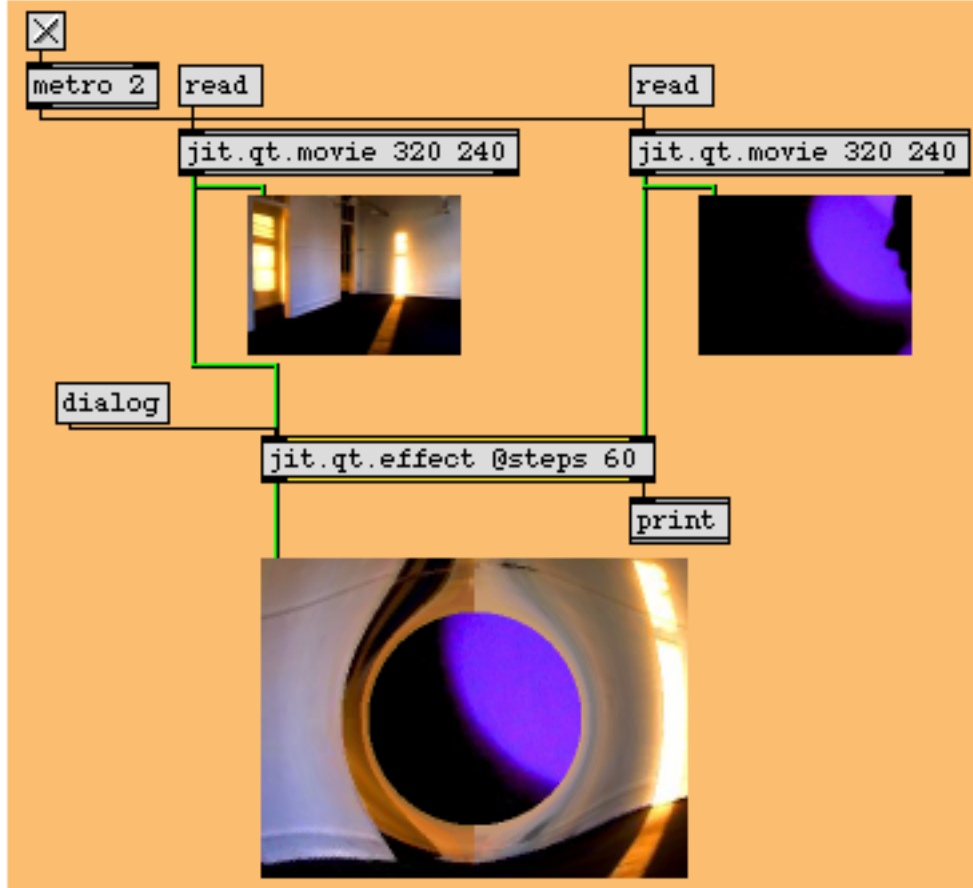 metro 2
read
read
jit.qt.movie 320 240
jit.qt.movie 320 240
dialog
jit.qt.effect @steps 60
print